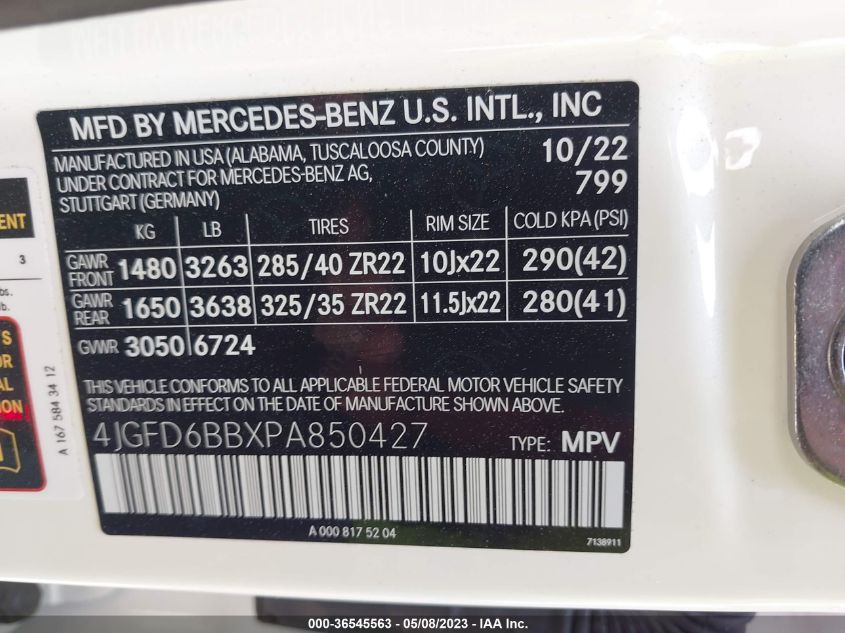 MFD BY MERCEDES-BENZ U.S. INTL., INC
MANUFACTURED IN USA (ALABAMA, TUSCALOOSA COUNTY) 10/22
UNDER CONTRACT FOR MERCEDES-BENZ AG, 799
STUTTGART (GERMANY)
KG LB TIRES RIM SIZE COLD KPA (PSI)
GAWR FRONT 1480 3263 285/40 ZR22 10Jx22 290(42)
GAWR REAR 1650 3638 325/35 ZR22 11.5Jx22 280(41)
GVWR 3050 6724
THIS VEHICLE CONFORMS TO ALL APPLICABLE FEDERAL MOTOR VEHICLE SAFETY
STANDARDS IN EFFECT ON THE DATE OF MANUFACTURE SHOWN ABOVE.
4JGFD6BBXPA850427 TYPE: MPV
A 000 817 52 04
7138911
3
A 167 584 34 12
000-36545563 - 05/08/2023 - IAA Inc.